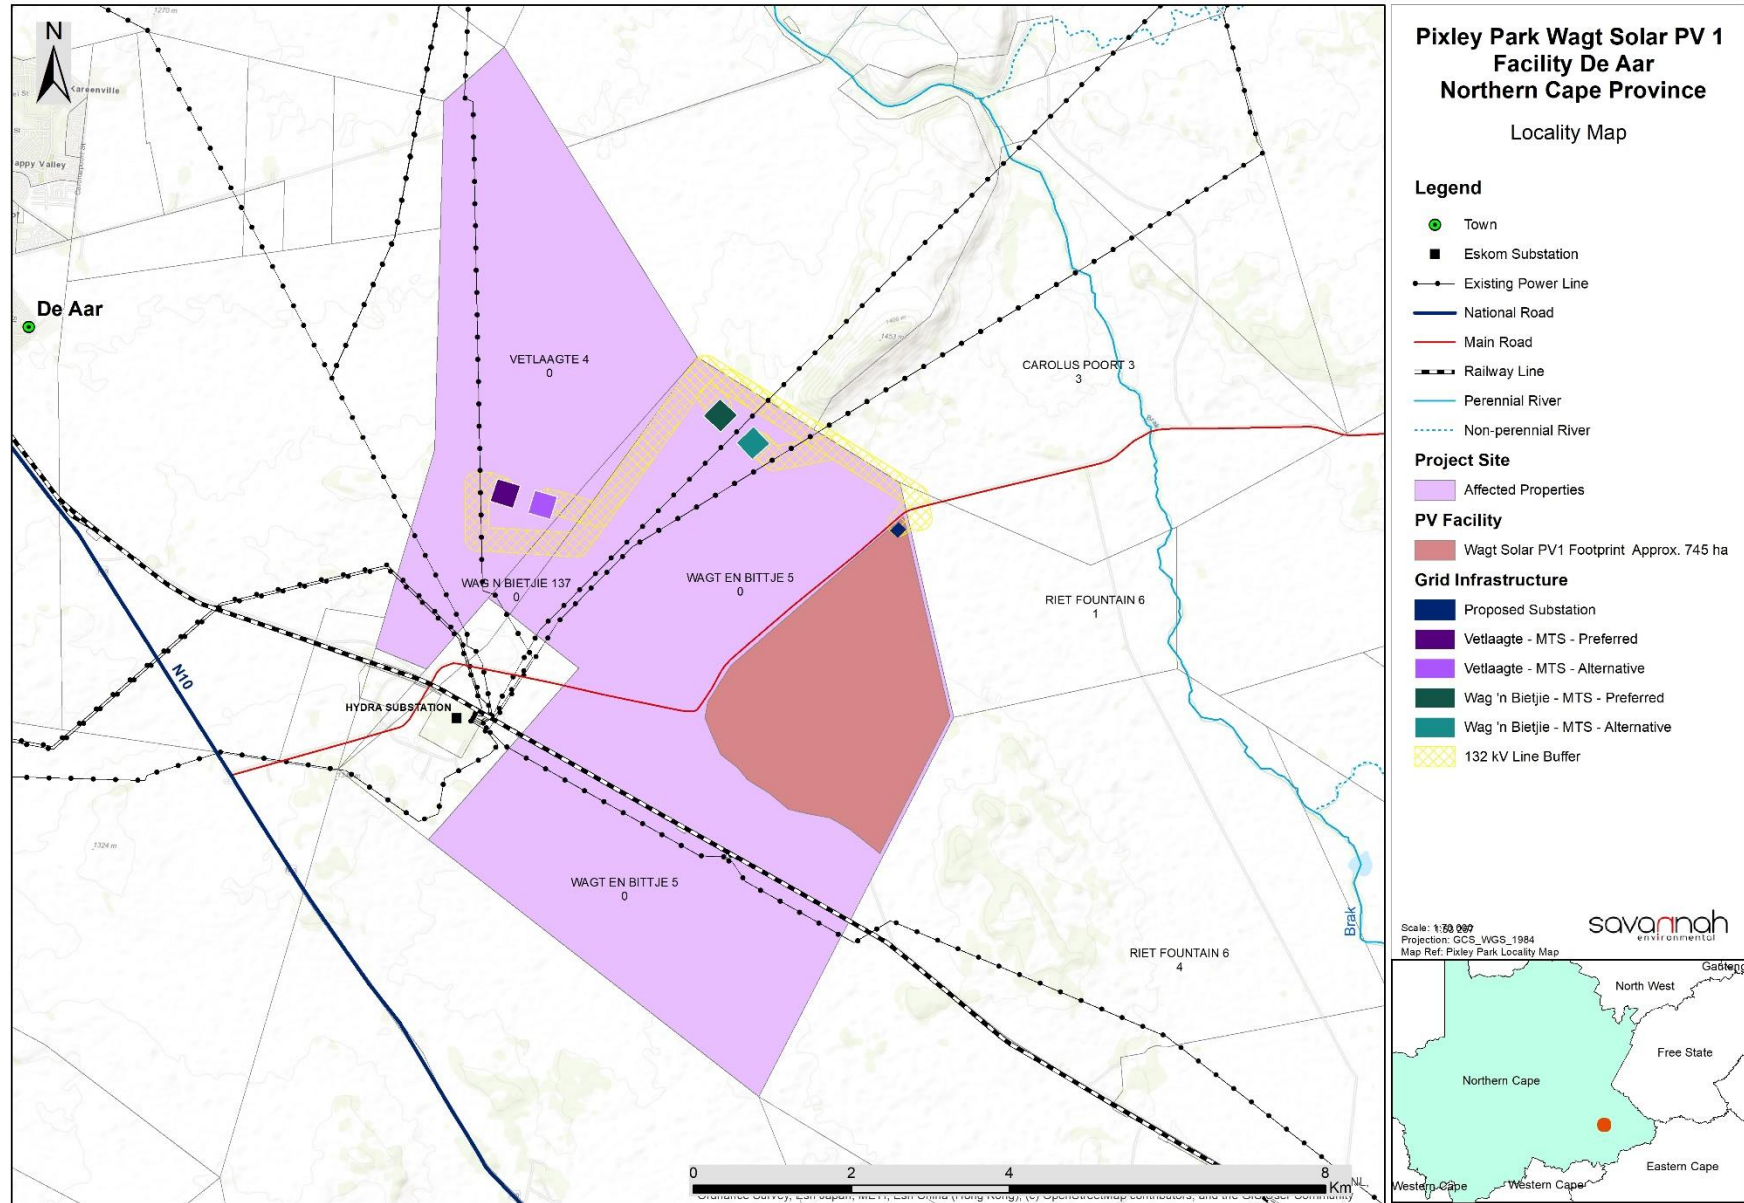 Pixley Park Wagt Solar PV 1
Facility De Aar
Northern Cape Province
Locality Map
Legend
Town
Eskom Substation
Existing Power Line
National Road
Main Road
Railway Line
Perennial River
Non-perennial River
Project Site
Affected Properties
PV Facility
Wagt Solar PV1 Footprint Approx. 745 ha
Grid Infrastructure
Proposed Substation
Vetlaagte - MTS - Preferred
Vetlaagte - MTS - Alternative
Wag 'n Bietjie - MTS - Preferred
Wag 'n Bietjie - MTS - Alternative
132 kV Line Buffer
Scale:
Projection: GCS_WGS_1984
Map Ref: Pixley Park Locality Map
savannah
environmental
North West
Gauteng
Free State
Northern Cape
Eastern Cape
Western Cape
Western Cape
N
1270 m
Kareenville
appy Valley
De Aar
VETLAAGTE 4
0
1453 m
CAROLUS POORT 3
3
WAG N BIETJIE 137
0
WAGT EN BITTJE 5
0
RIET FOUNTAIN 6
1
N10
HYDRA SUBSTATION
1324 m
WAGT EN BITTJE 5
0
Brak
RIET FOUNTAIN 6
4
0 2 4 8
Km